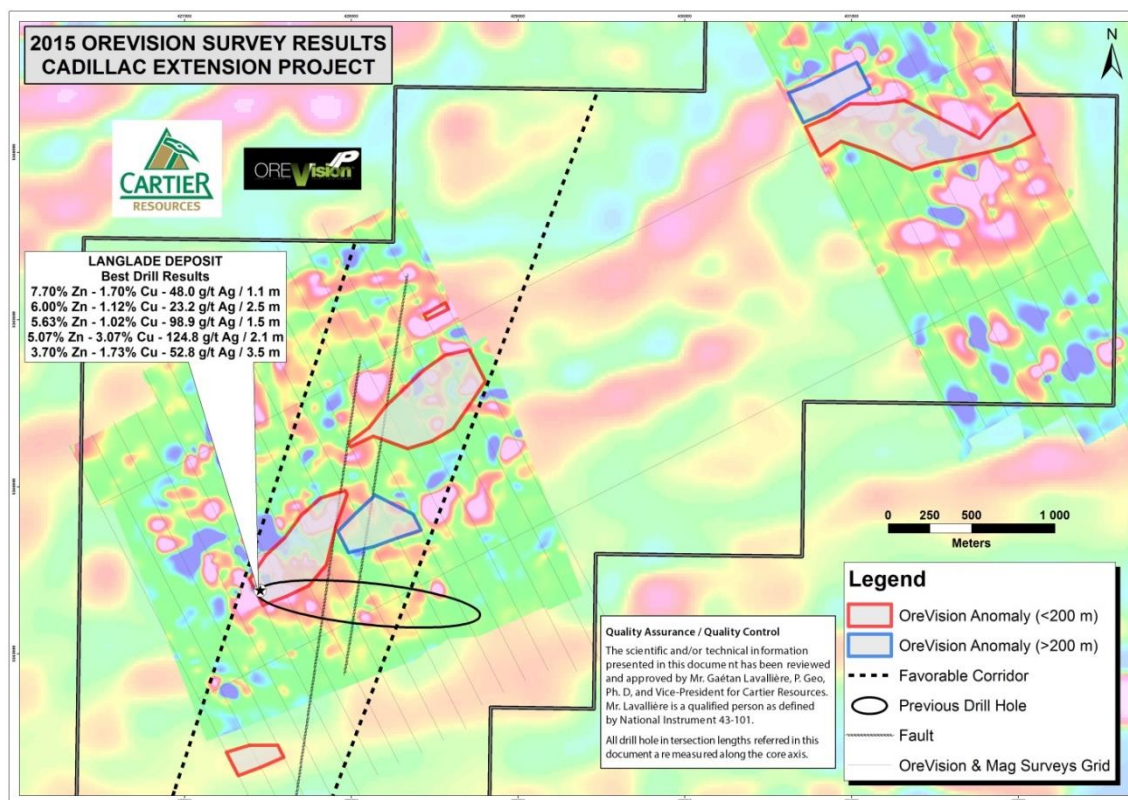 2015 OREVISION SURVEY RESULTS
CADILLAC EXTENSION PROJECT
N
CARTIER
RESOURCES
OREVision IP
LANGLADE DEPOSIT
Best Drill Results
7.70% Zn - 1.70% Cu - 48.0 g/t Ag / 1.1 m
6.00% Zn - 1.12% Cu - 23.2 g/t Ag / 2.5 m
5.63% Zn - 1.02% Cu - 98.9 g/t Ag / 1.5 m
5.07% Zn - 3.07% Cu - 124.8 g/t Ag / 2.1 m
3.70% Zn - 1.73% Cu - 52.8 g/t Ag / 3.5 m
0 250 500 1 000
Meters
Quality Assurance / Quality Control
The scientific and/or technical information
presented in this document has been reviewed
and approved by Mr. Gaétan Lavallière, P. Geo,
Ph. D, and Vice-President for Cartier Resources.
Mr. Lavallière is a qualified person as defined
by National Instrument 43-101.
All drill hole intersection lengths referred in this
document are measured along the core axis.
Legend
OreVision Anomaly (<200 m)
OreVision Anomaly (>200 m)
Favorable Corridor
Previous Drill Hole
Fault
OreVision & Mag Surveys Grid